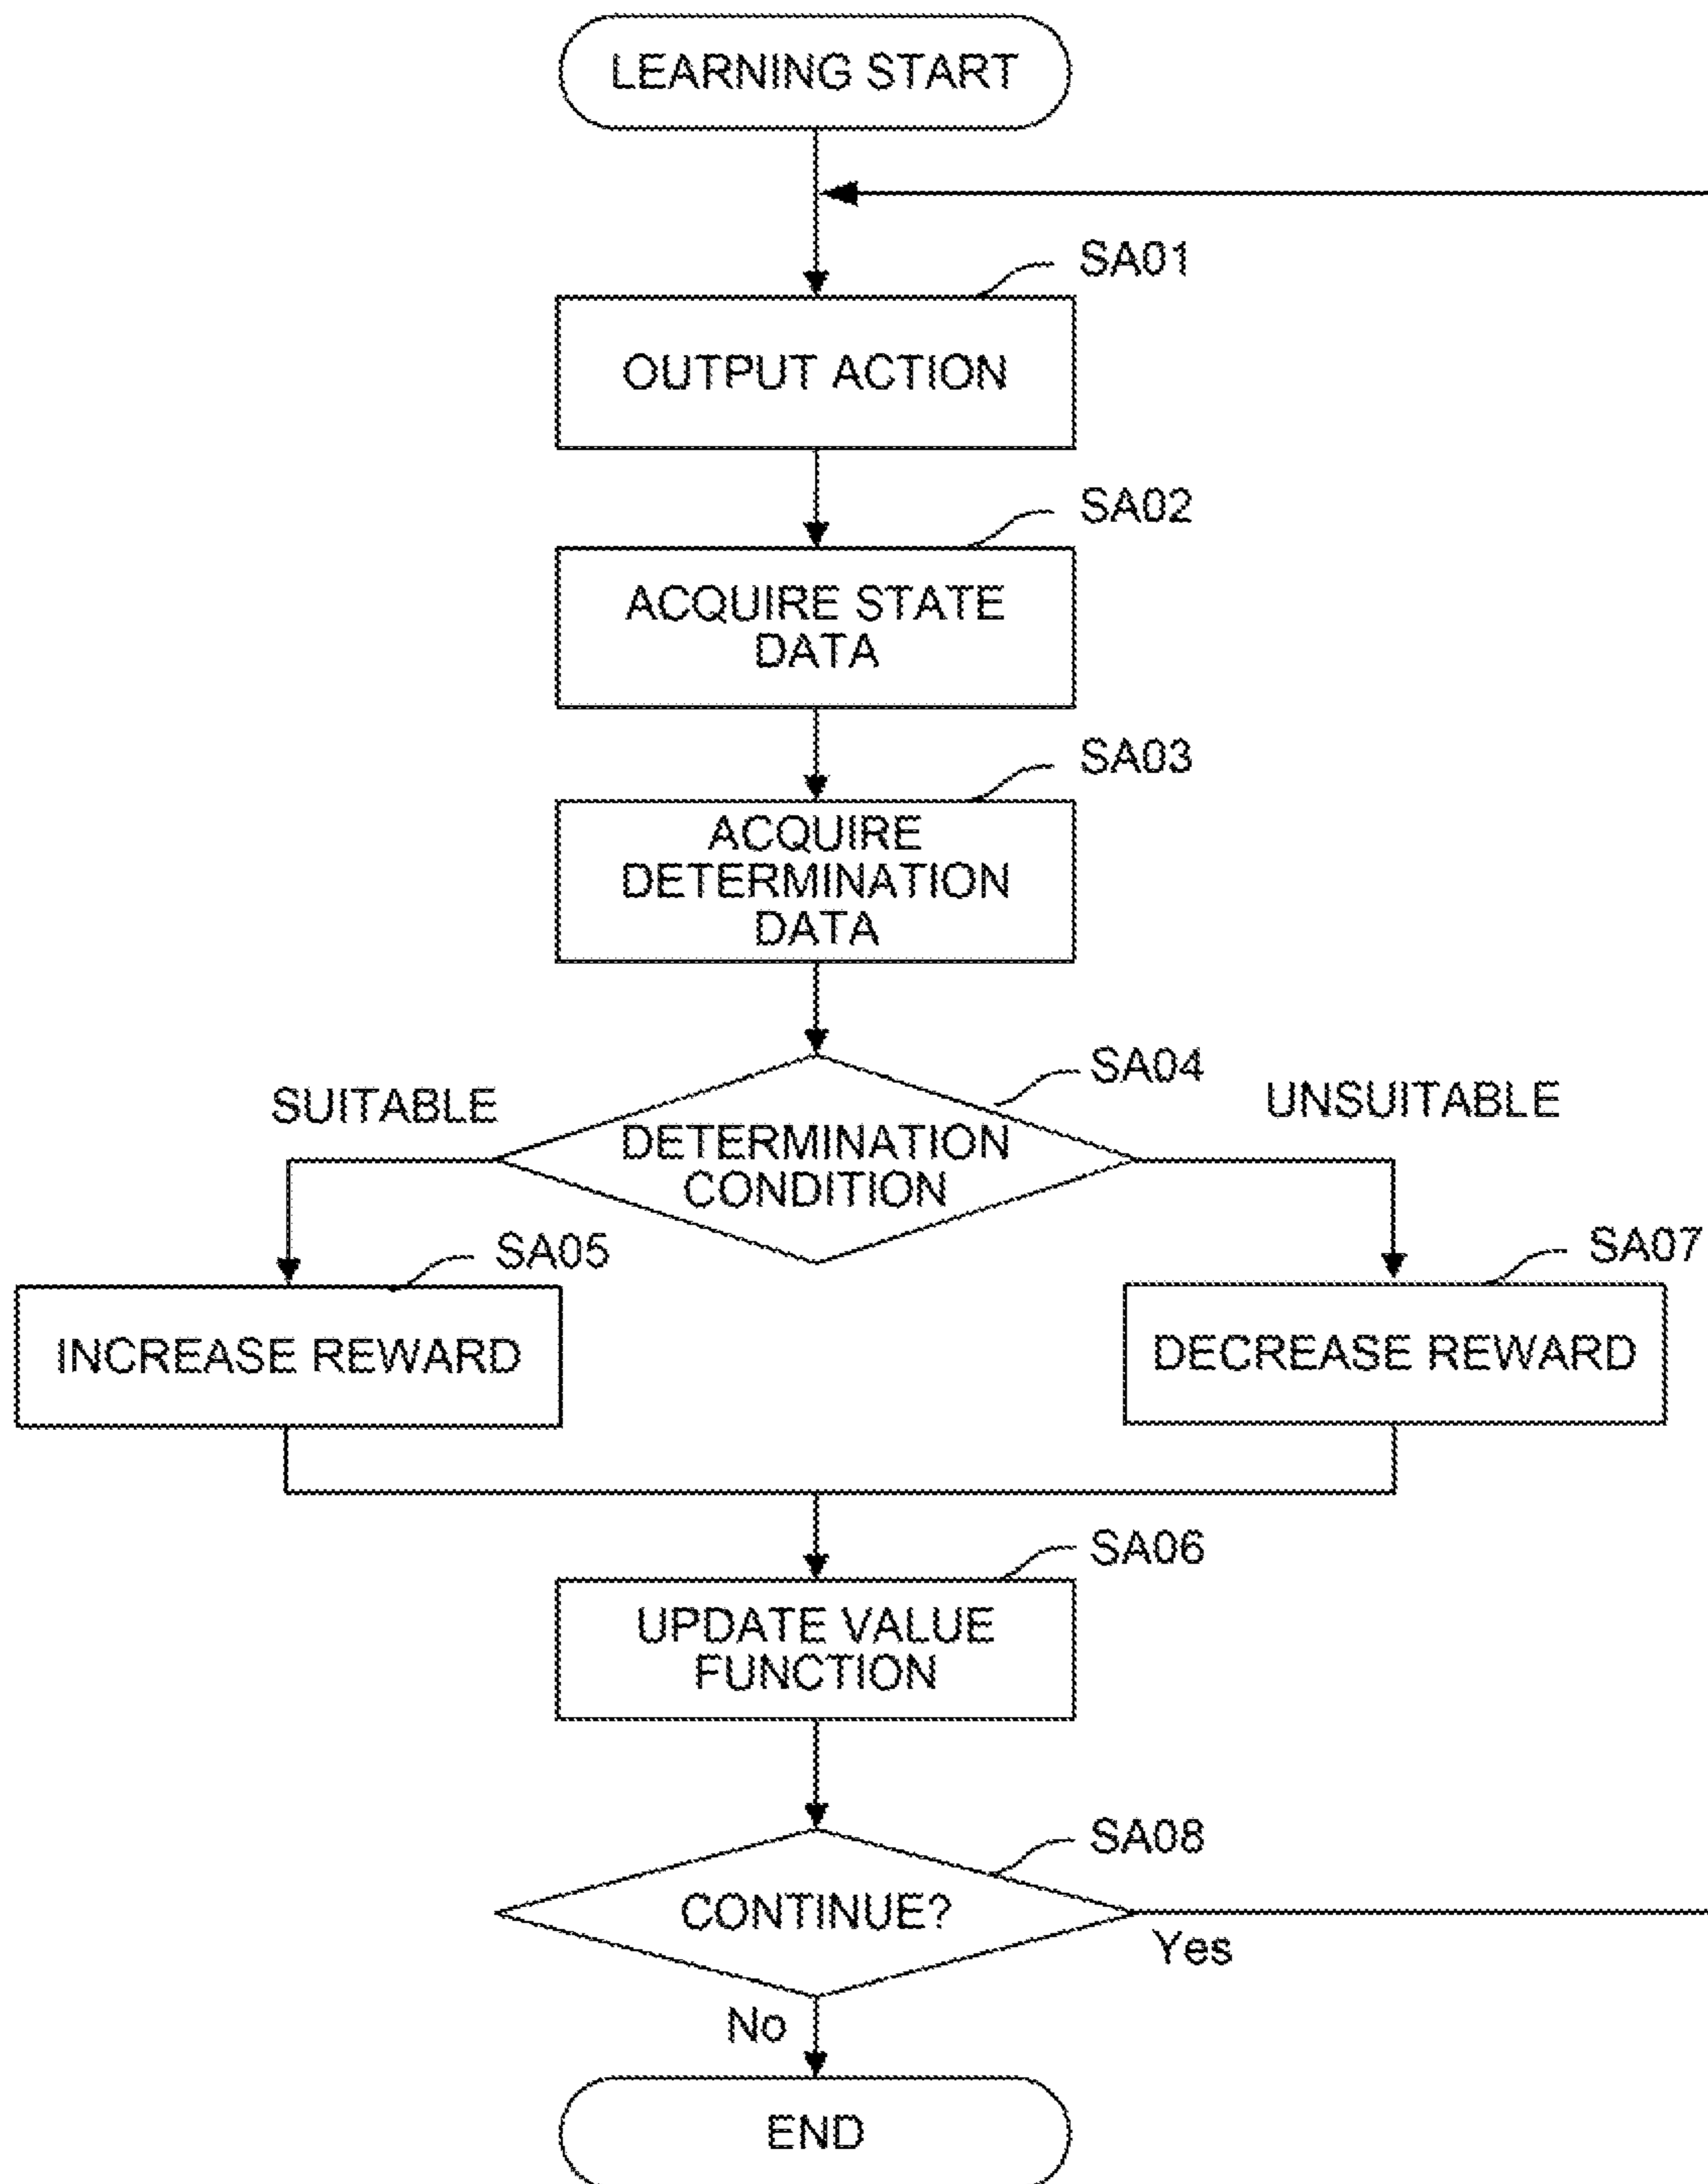 LEARNING START
SA01
OUTPUT ACTION
SA02
ACQUIRE STATE
DATA
SA03
ACQUIRE
DETERMINATION
DATA
SA04
SUITABLE
UNSUITABLE
DETERMINATION
CONDITION
SA05
SA07
INCREASE REWARD
DECREASE REWARD
SA06
UPDATE VALUE
FUNCTION
SA08
CONTINUE?
Yes
No
END